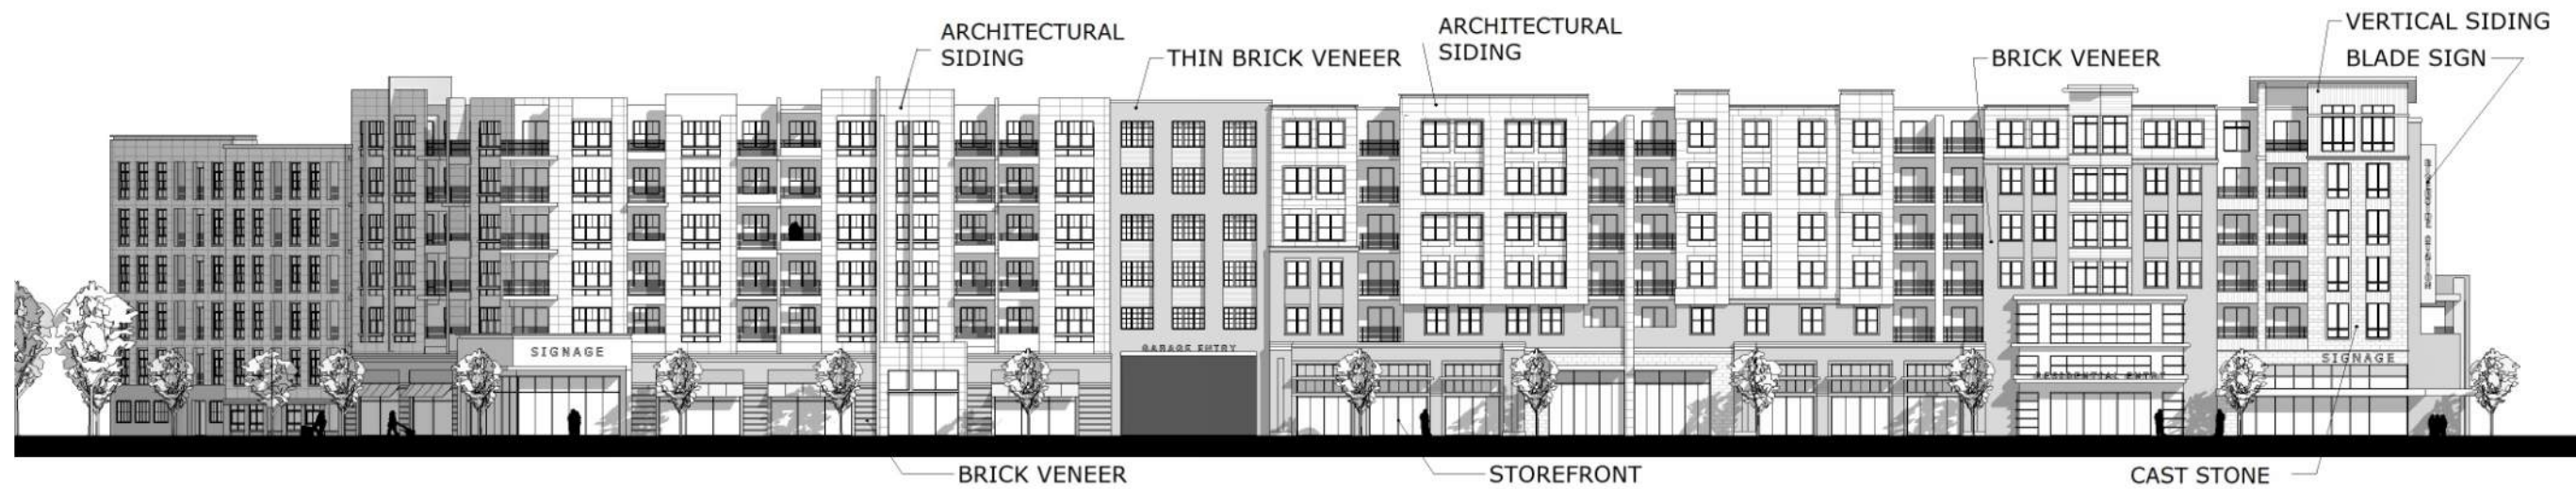 ARCHITECTURAL
SIDING
THIN BRICK VENEER
ARCHITECTURAL
SIDING
BRICK VENEER
VERTICAL SIDING
BLADE SIGN
SIGNAGE
GARAGE ENTRY
RESIDENTIAL ENTRY
SIGNAGE
BRICK VENEER
STOREFRONT
CAST STONE